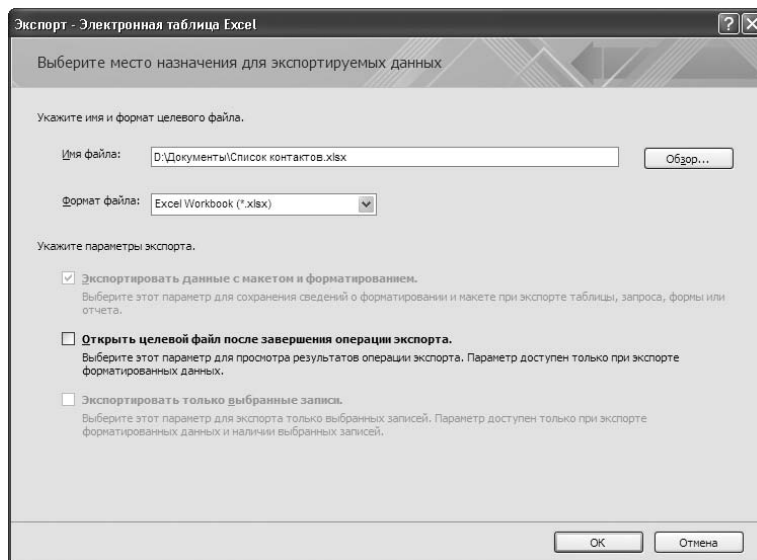 Экспорт - Электронная таблица Excel
Выберите место назначения для экспортируемых данных
Укажите имя и формат целевого файла.
Имя файла: D:\Документы\Список контактов.xlsx Обзор...
Формат файла: Excel Workbook (*.xlsx)
Укажите параметры экспорта.
Экспортировать данные с макетом и форматированием.
Выберите этот параметр для сохранения сведений о форматировании и макете при экспорте таблицы, запроса, формы или
отчета.
Открыть целевой файл после завершения операции экспорта.
Выберите этот параметр для просмотра результатов операции экспорта. Параметр доступен только при экспорте
форматированных данных.
Экспортировать только выбранные записи.
Выберите этот параметр для экспорта только выбранных записей. Параметр доступен только при экспорте
форматированных данных и наличии выбранных записей.
OK Отмена